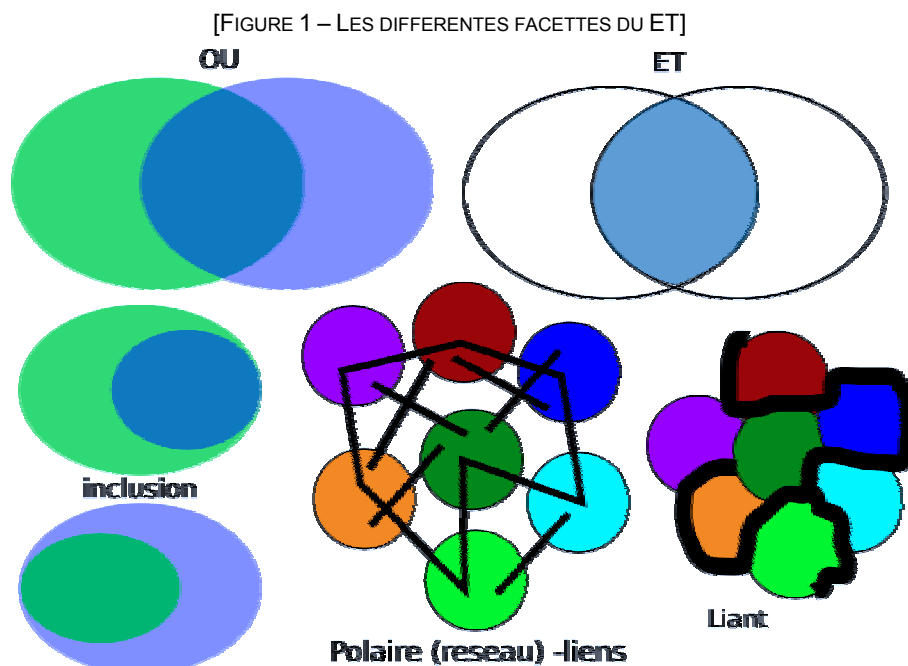 [FIGURE 1 – LES DIFFERENTES FACETTES DU ET]
OU
ET
inclusion
Polaire (reseau) -liens
Liant